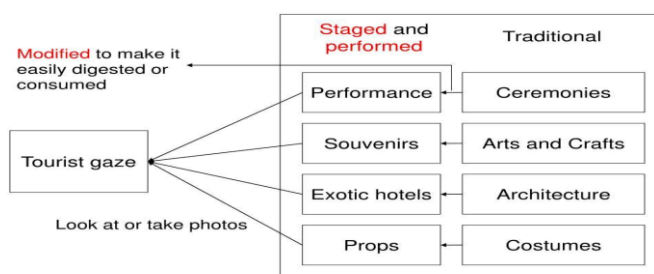 Staged and
performed
Traditional
Modified to make it
easily digested or
consumed
Performance
Ceremonies
Souvenirs
Arts and Crafts
Tourist gaze
Exotic hotels
Architecture
Look at or take photos
Props
Costumes